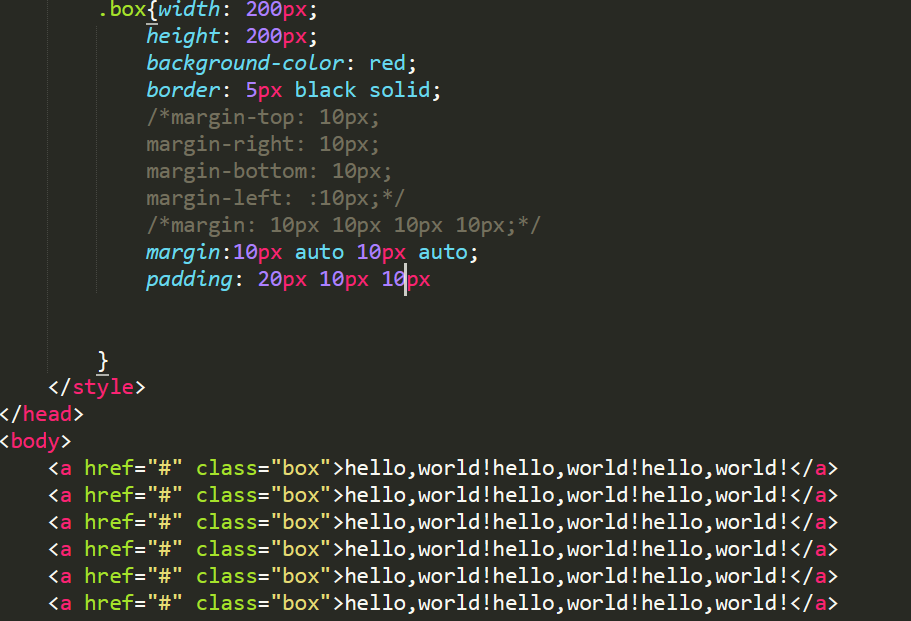 .box{width: 200px;
height: 200px;
background-color: red;
border: 5px black solid;
/*margin-top: 10px;
margin-right: 10px;
margin-bottom: 10px;
margin-left: :10px;*/
/*margin: 10px 10px 10px 10px;*/
margin:10px auto 10px auto;
padding: 20px 10px 10px
}
</style>
</head>
<body>
<a href="#" class="box">hello,world!hello,world!hello,world!</a>
<a href="#" class="box">hello,world!hello,world!hello,world!</a>
<a href="#" class="box">hello,world!hello,world!hello,world!</a>
<a href="#" class="box">hello,world!hello,world!hello,world!</a>
<a href="#" class="box">hello,world!hello,world!hello,world!</a>
<a href="#" class="box">hello,world!hello,world!hello,world!</a>